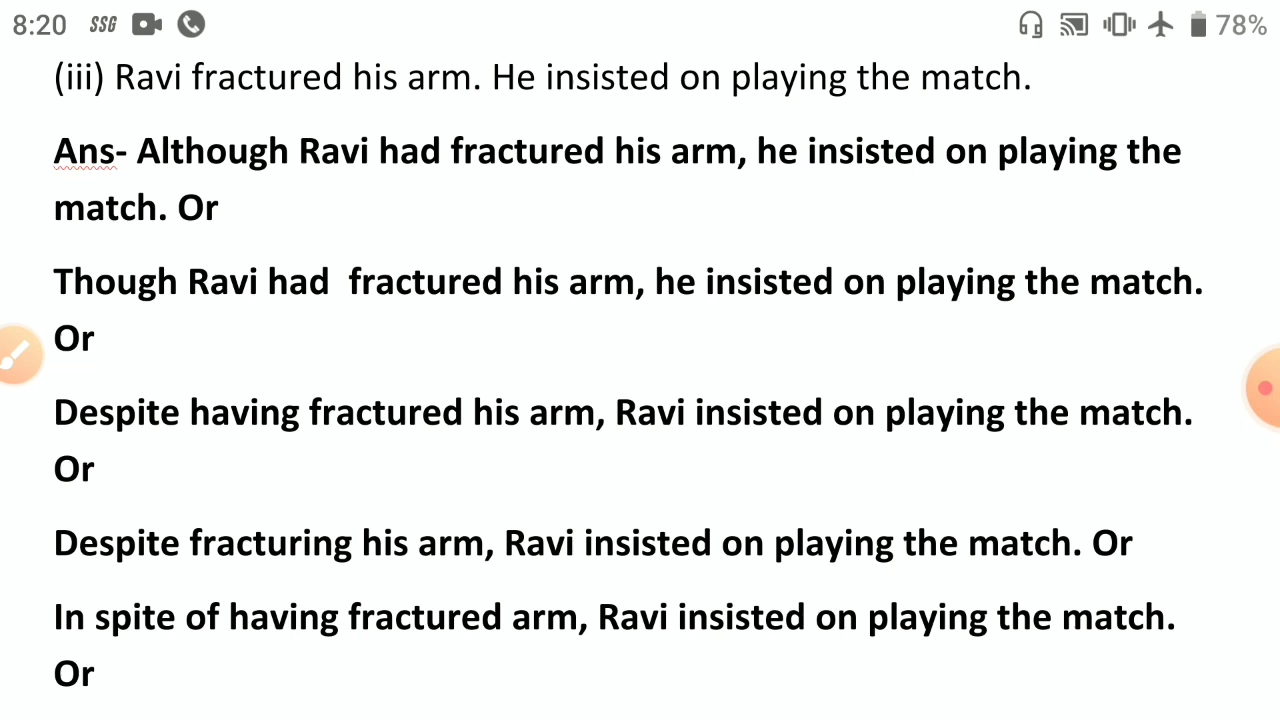 8:20 SSG 78%
(iii) Ravi fractured his arm. He insisted on playing the match.
Ans- Although Ravi had fractured his arm, he insisted on playing the
match. Or
Though Ravi had  fractured his arm, he insisted on playing the match.
Or
Despite having fractured his arm, Ravi insisted on playing the match.
Or
Despite fracturing his arm, Ravi insisted on playing the match. Or
In spite of having fractured arm, Ravi insisted on playing the match.
Or